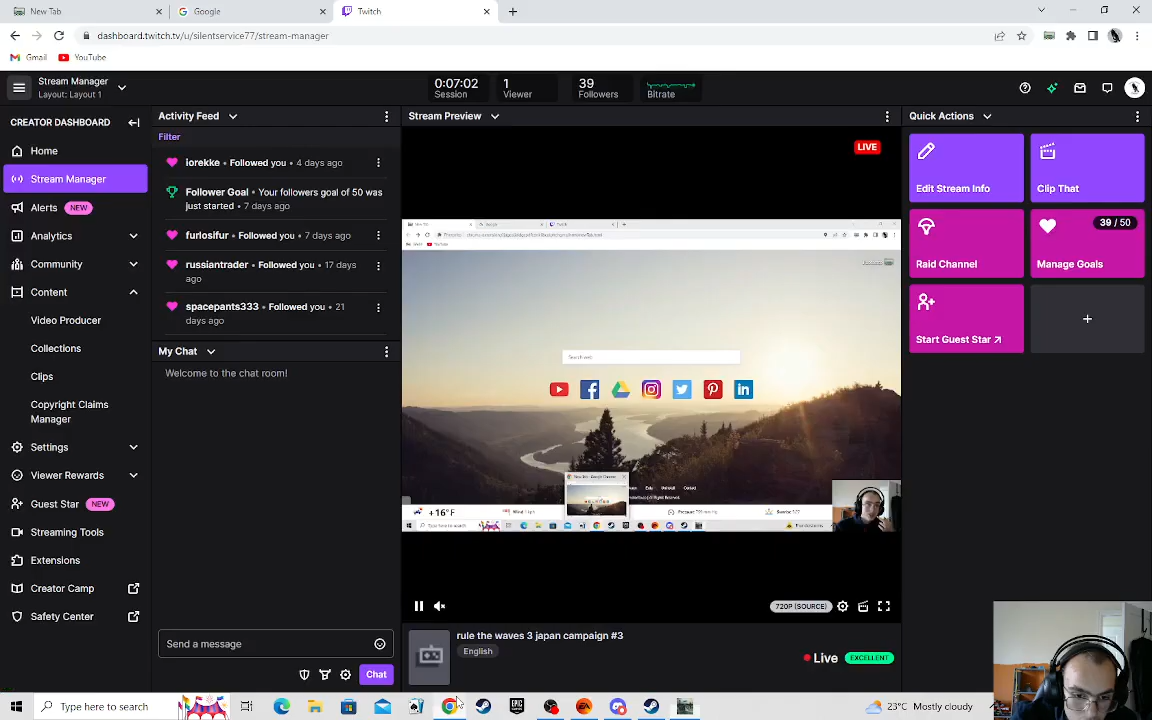 New Tab
Google
Twitch
dashboard.twitch.tv/u/silentservice77/stream-manager
Gmail
YouTube
Stream Manager
Layout: Layout 1
0:07:02
Session
1
Viewer
39
Followers
Bitrate
CREATOR DASHBOARD
Home
Stream Manager
Alerts NEW
Analytics
Community
Content
Video Producer
Collections
Clips
Copyright Claims
Manager
Settings
Viewer Rewards
Guest Star NEW
Streaming Tools
Extensions
Creator Camp
Safety Center
Activity Feed
Filter
iorekke • Followed you • 4 days ago
Follower Goal • Your followers goal of 50 was
just started • 7 days ago
furlosifur • Followed you • 7 days ago
russiantrader • Followed you • 17 days
ago
spacepants333 • Followed you • 21
days ago
My Chat
Welcome to the chat room!
Send a message
Chat
Stream Preview
LIVE
+16°F
720P (SOURCE)
rule the waves 3 japan campaign #3
English
Live EXCELLENT
Quick Actions
Edit Stream Info
Clip That
Raid Channel
39 / 50
Manage Goals
Start Guest Star
Type here to search
23°C Mostly cloudy